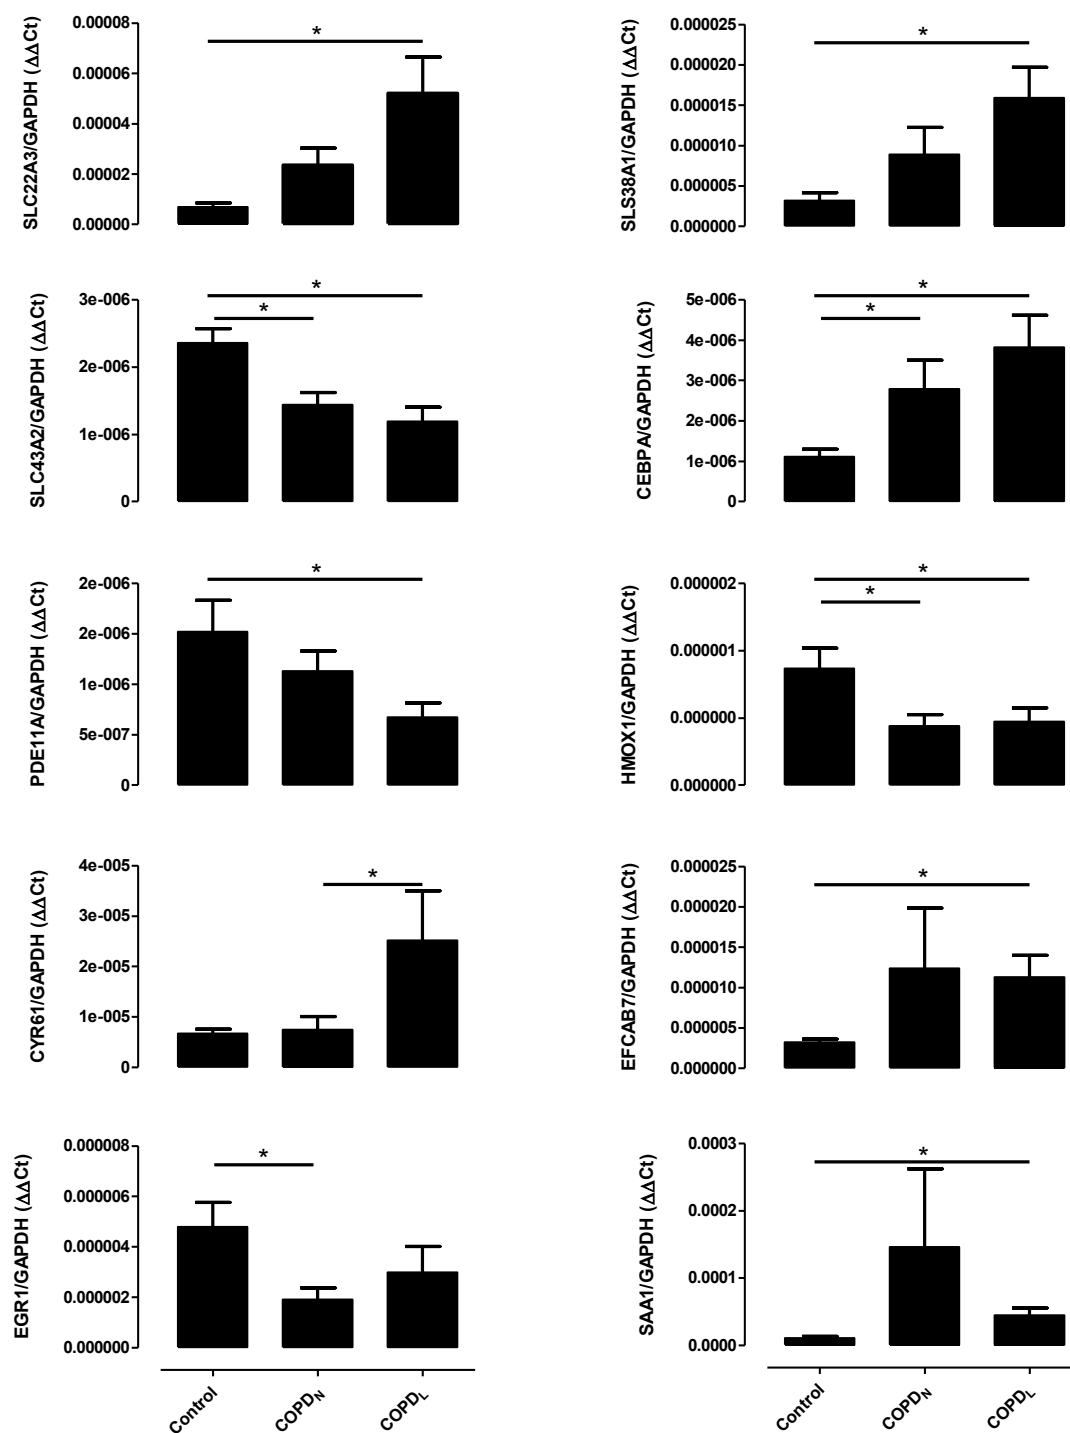 SLC22A3/GAPDH (ΔΔCt)
0.00008
0.00006
0.00004
0.00002
0.00000
*
SLS38A1/GAPDH (ΔΔCt)
0.000025
0.000020
0.000015
0.000010
0.000005
0.000000
*
SLC43A2/GAPDH (ΔΔCt)
3e-006
2e-006
1e-006
0
*
*
CEBPA/GAPDH (ΔΔCt)
5e-006
4e-006
3e-006
2e-006
1e-006
0
*
*
PDE11A/GAPDH (ΔΔCt)
2e-006
2e-006
1e-006
5e-007
0
*
HMOX1/GAPDH (ΔΔCt)
0.000002
0.000001
0.000000
0.000000
*
*
CYR61/GAPDH (ΔΔCt)
4e-005
3e-005
2e-005
1e-005
0
*
EFCAB7/GAPDH (ΔΔCt)
0.000025
0.000020
0.000015
0.000010
0.000005
0.000000
*
EGR1/GAPDH (ΔΔCt)
0.000008
0.000006
0.000004
0.000002
0.000000
*
Control
COPDN
COPDL
SAA1/GAPDH (ΔΔCt)
0.0003
0.0002
0.0001
0.0000
*
Control
COPDN
COPDL